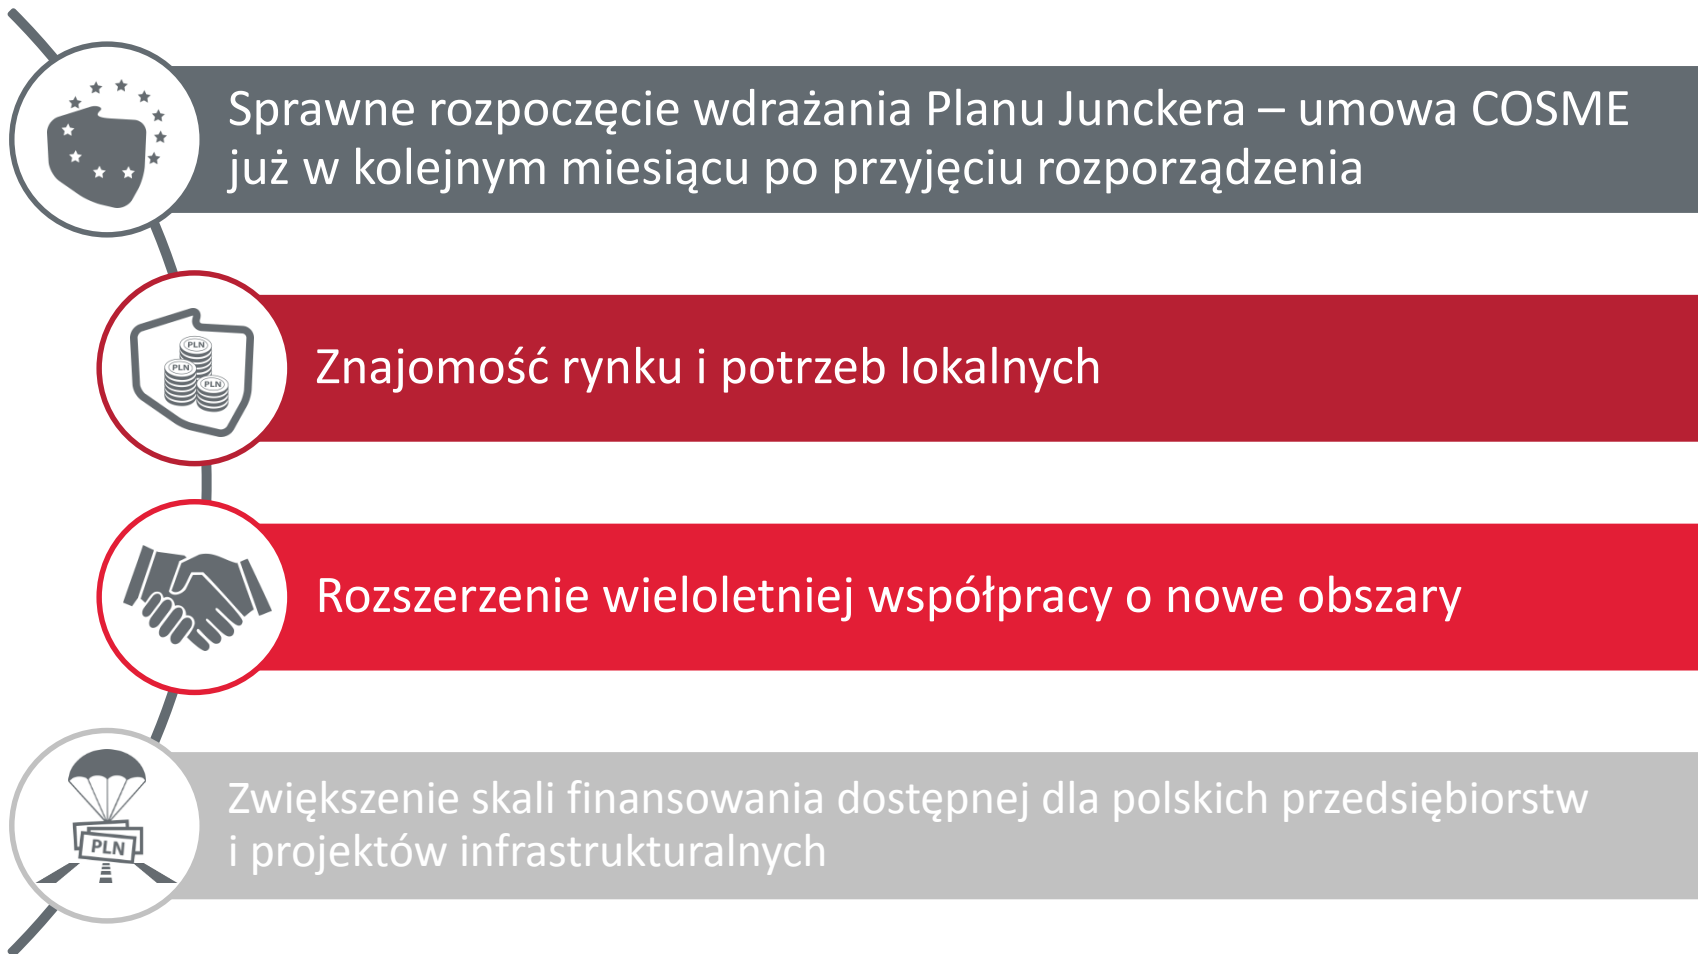 Sprawne rozpoczęcie wdrażania Planu Junckera – umowa COSME
już w kolejnym miesiącu po przyjęciu rozporządzenia
PLN
PLN
PLN
Znajomość rynku i potrzeb lokalnych
Rozszerzenie wieloletniej współpracy o nowe obszary
Zwiększenie skali finansowania dostępnej dla polskich przedsiębiorstw
i projektów infrastrukturalnych
PLN